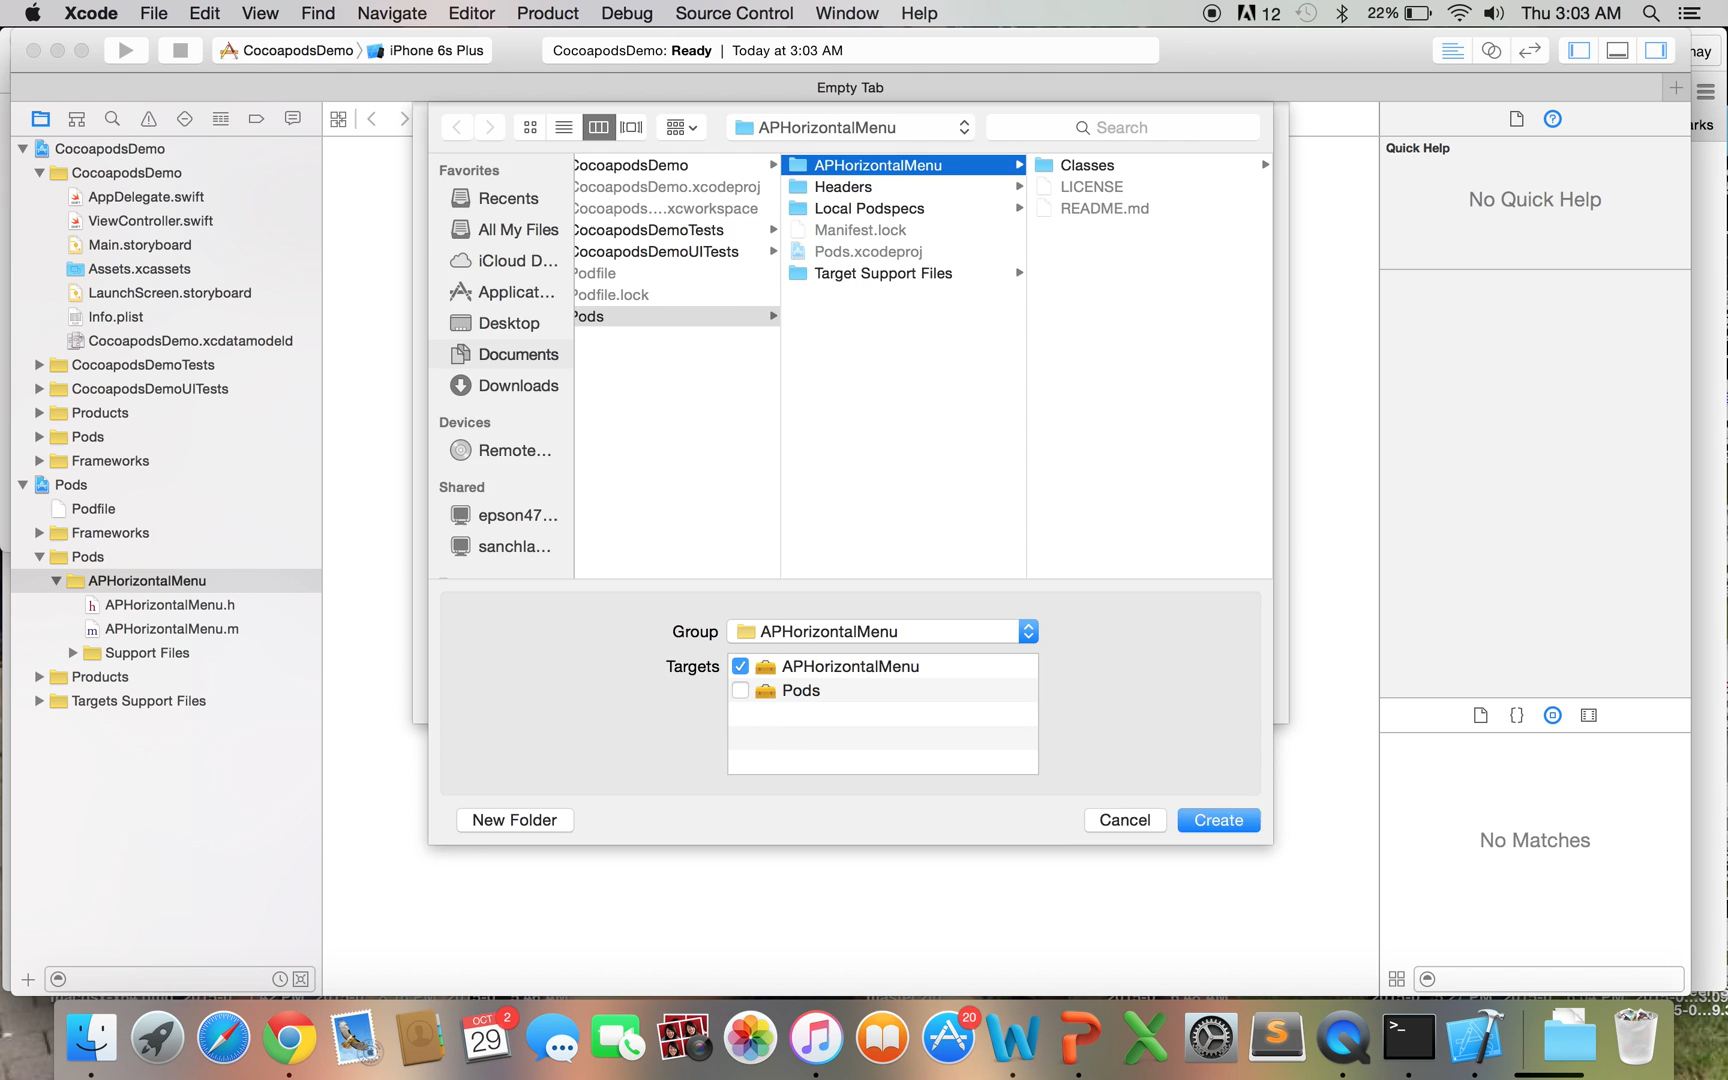 Xcode File Edit View Find Navigate Editor Product Debug Source Control Window Help 12 22% Thu 3:03 AM
CocoapodsDemo iPhone 6s Plus
CocoapodsDemo: Ready | Today at 3:03 AM
Empty Tab
CocoapodsDemo
CocoapodsDemo
AppDelegate.swift
ViewController.swift
Main.storyboard
Assets.xcassets
LaunchScreen.storyboard
Info.plist
CocoapodsDemo.xcdatamodeld
CocoapodsDemoTests
CocoapodsDemoUITests
Products
Pods
Frameworks
Pods
Podfile
Frameworks
Pods
APHorizontalMenu
h APHorizontalMenu.h
m APHorizontalMenu.m
Support Files
Products
Targets Support Files
APHorizontalMenu
Search
Favorites
Recents
All My Files
iCloud D...
Applicat...
Desktop
Documents
Downloads
Devices
Remote...
Shared
epson47...
sanchla...
CocoapodsDemo
CocoapodsDemo.xcodeproj
Cocoapods....xcworkspace
CocoapodsDemoTests
CocoapodsDemoUITests
Podfile
Podfile.lock
Pods
APHorizontalMenu
Headers
Local Podspecs
Manifest.lock
Pods.xcodeproj
Target Support Files
Classes
LICENSE
README.md
Group APHorizontalMenu
Targets APHorizontalMenu
Pods
New Folder
Cancel
Create
Quick Help
No Quick Help
{}
No Matches
OCT
29
2
20